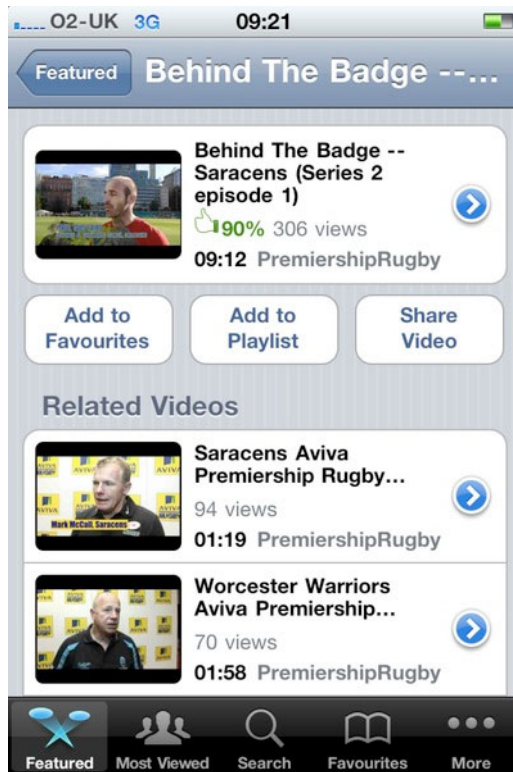 O2-UK 3G 09:21
Featured Behind The Badge --...
Behind The Badge --
Saracens (Series 2
episode 1)
90% 306 views
09:12 PremiershipRugby
Add to
Favourites
Add to
Playlist
Share
Video
Related Videos
Saracens Aviva
Premiership Rugby...
94 views
01:19 PremiershipRugby
Mark McCall, Saracens
Worcester Warriors
Aviva Premiership...
70 views
01:58 PremiershipRugby
Featured Most Viewed Search Favourites More